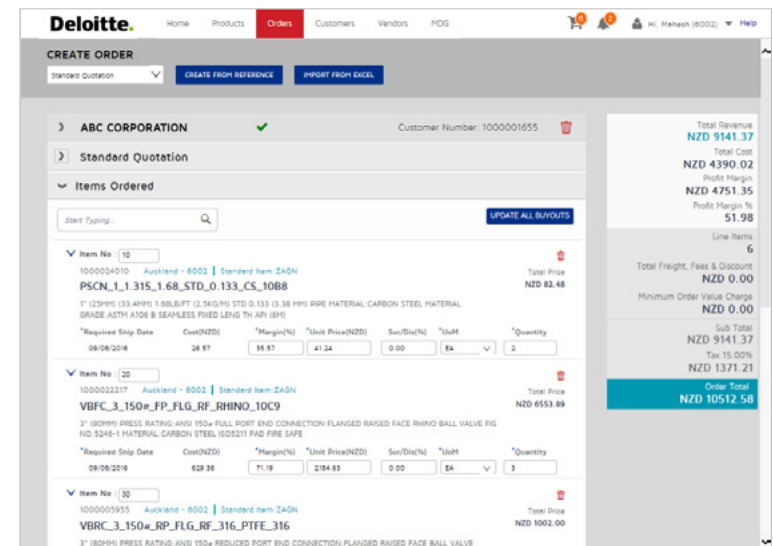 Deloitte.
Home Products Orders Customers Vendors MDG
Hi, Mahesh (6002) Help
CREATE ORDER
Standard Quotation CREATE FROM REFERENCE IMPORT FROM EXCEL
ABC CORPORATION Customer Number: 1000001655
Standard Quotation
Items Ordered
Start Typing.. UPDATE ALL BUYOUTS
Item No : 10
1000024010 Auckland - 6002 Standard Item:ZAGN Total Price
PSCN_1_1.315_1.68_STD_0.133_CS_10B8 NZD 82.48
1" (25MM) (33.4MM) 1.68LB/FT (2.5KG/M) STD 0.133 (3.38 MM) PIPE MATERIAL:CARBON STEEL MATERIAL
GRADE:ASTM A106 B SEAMLESS FIXED LENG TH API (6M)
*Required Ship Date Cost(NZD) *Margin(%) *Unit Price(NZD) Sur/Dis(%) *UoM *Quantity
09/08/2016 26.57 35.57 41.24 0.00 EA 2
Item No : 20
1000022217 Auckland - 6002 Standard Item:ZAGN Total Price
VBFC_3_150#_FP_FLG_RF_RHINO_10C9 NZD 6553.89
3" (80MM) PRESS RATING:ANSI 150# FULL PORT END CONNECTION:FLANGED RAISED FACE RHINO BALL VALVE FIG
NO:5246-1 MATERIAL:CARBON STEEL ISO5211 PAD FIRE SAFE
*Required Ship Date Cost(NZD) *Margin(%) *Unit Price(NZD) Sur/Dis(%) *UoM *Quantity
09/08/2016 629.38 71.19 2184.63 0.00 EA 3
Item No : 30
1000005955 Auckland - 6002 Standard Item:ZAGN Total Price
VBRC_3_150#_RP_FLG_RF_316_PTFE_316 NZD 1002.00
3" (80MM) PRESS RATING:ANSI 150# REDUCED PORT END CONNECTION:FLANGED RAISED FACE BALL VALVE
Total Revenue
NZD 9141.37
Total Cost
NZD 4390.02
Profit Margin
NZD 4751.35
Profit Margin %
51.98
Line Items
6
Total Freight, Fees & Discount
NZD 0.00
Minimum Order Value Charge
NZD 0.00
Sub Total
NZD 9141.37
Tax 15.00%
NZD 1371.21
Order Total
NZD 10512.58